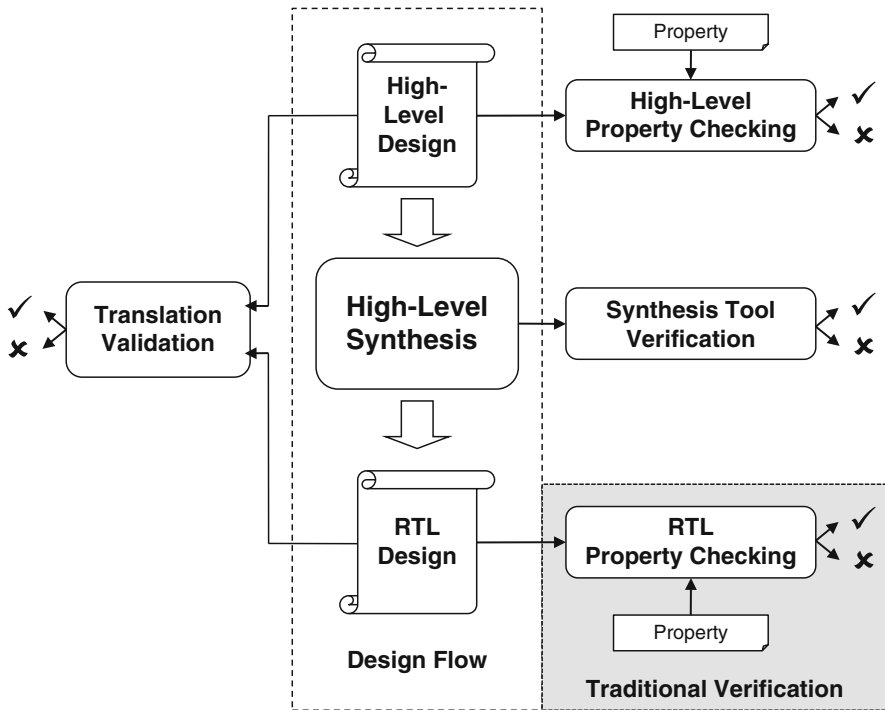 Property
High-
Level
Design
High-Level
Property Checking
Translation
Validation
High-Level
Synthesis
Synthesis Tool
Verification
RTL
Design
RTL
Property Checking
Property
Design Flow
Traditional Verification